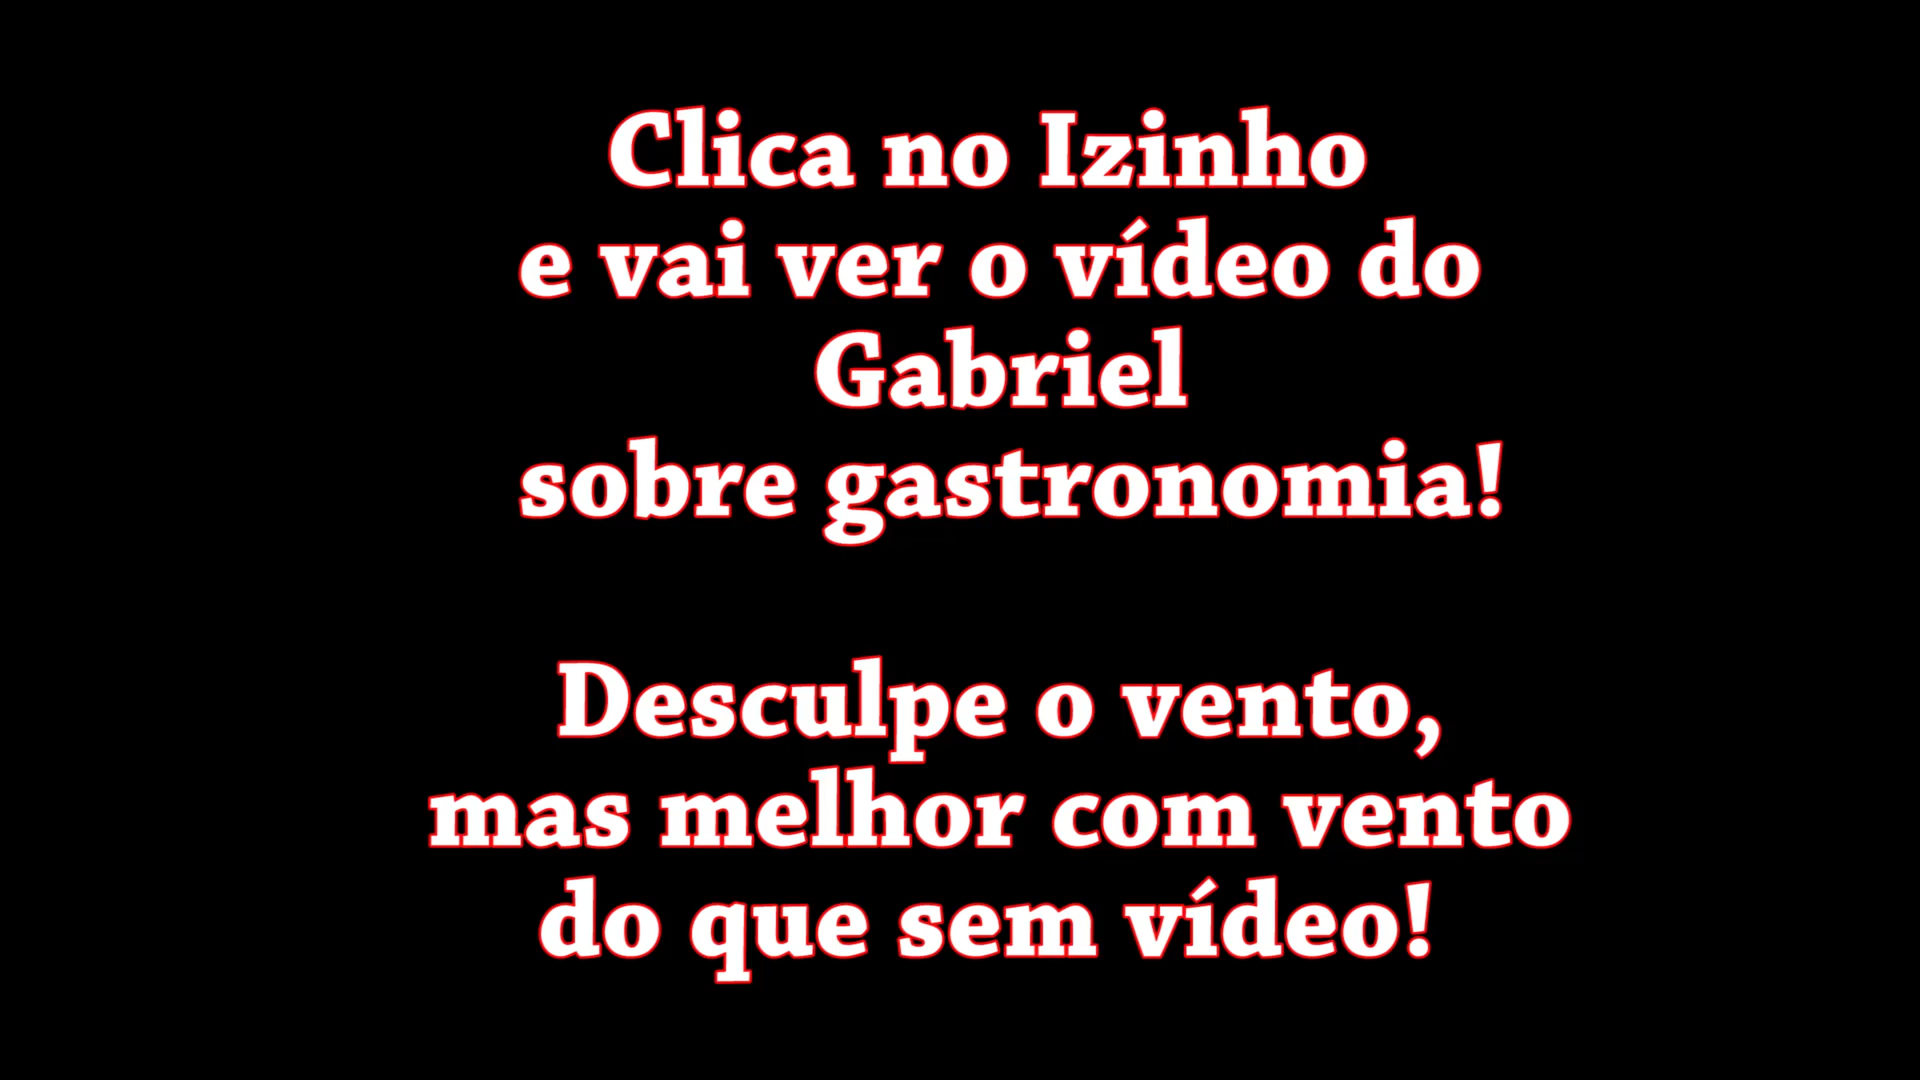 Clica no Izinho
e vai ver o vídeo do
Gabriel
sobre gastronomia!
Desculpe o vento,
mas melhor com vento
do que sem vídeo!